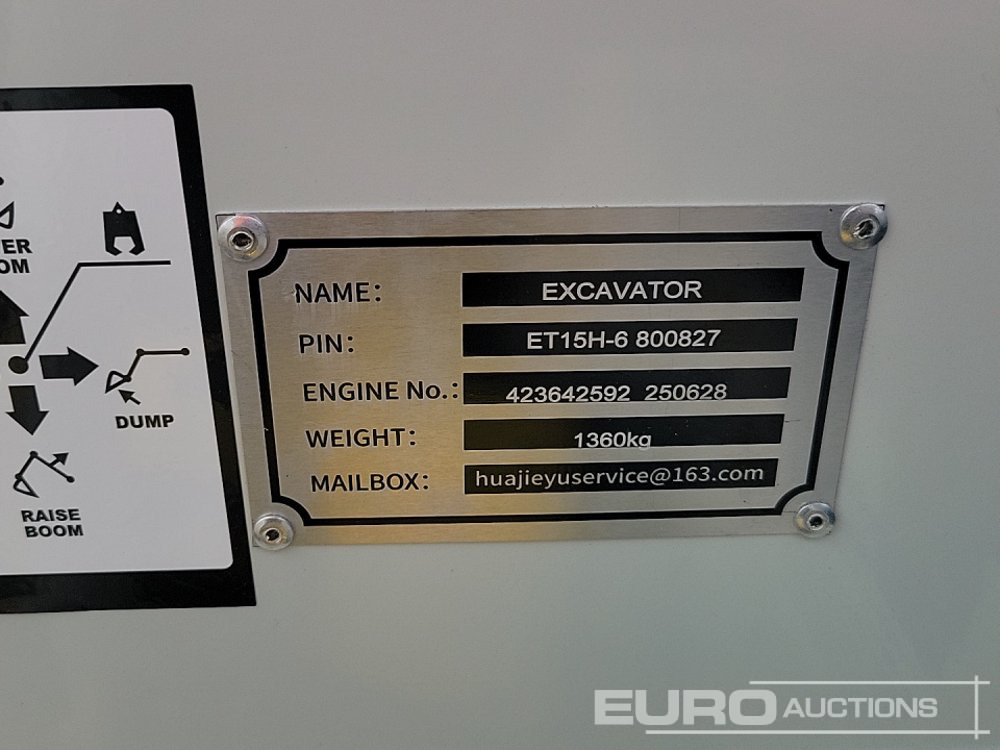 OM
DUMP
RAISE
BOOM
NAME: EXCAVATOR
PIN: ET15H-6 800827
ENGINE No.: 423642592 250628
WEIGHT: 1360kg
MAILBOX: huajieyuservice@163.com
EURO AUCTIONS